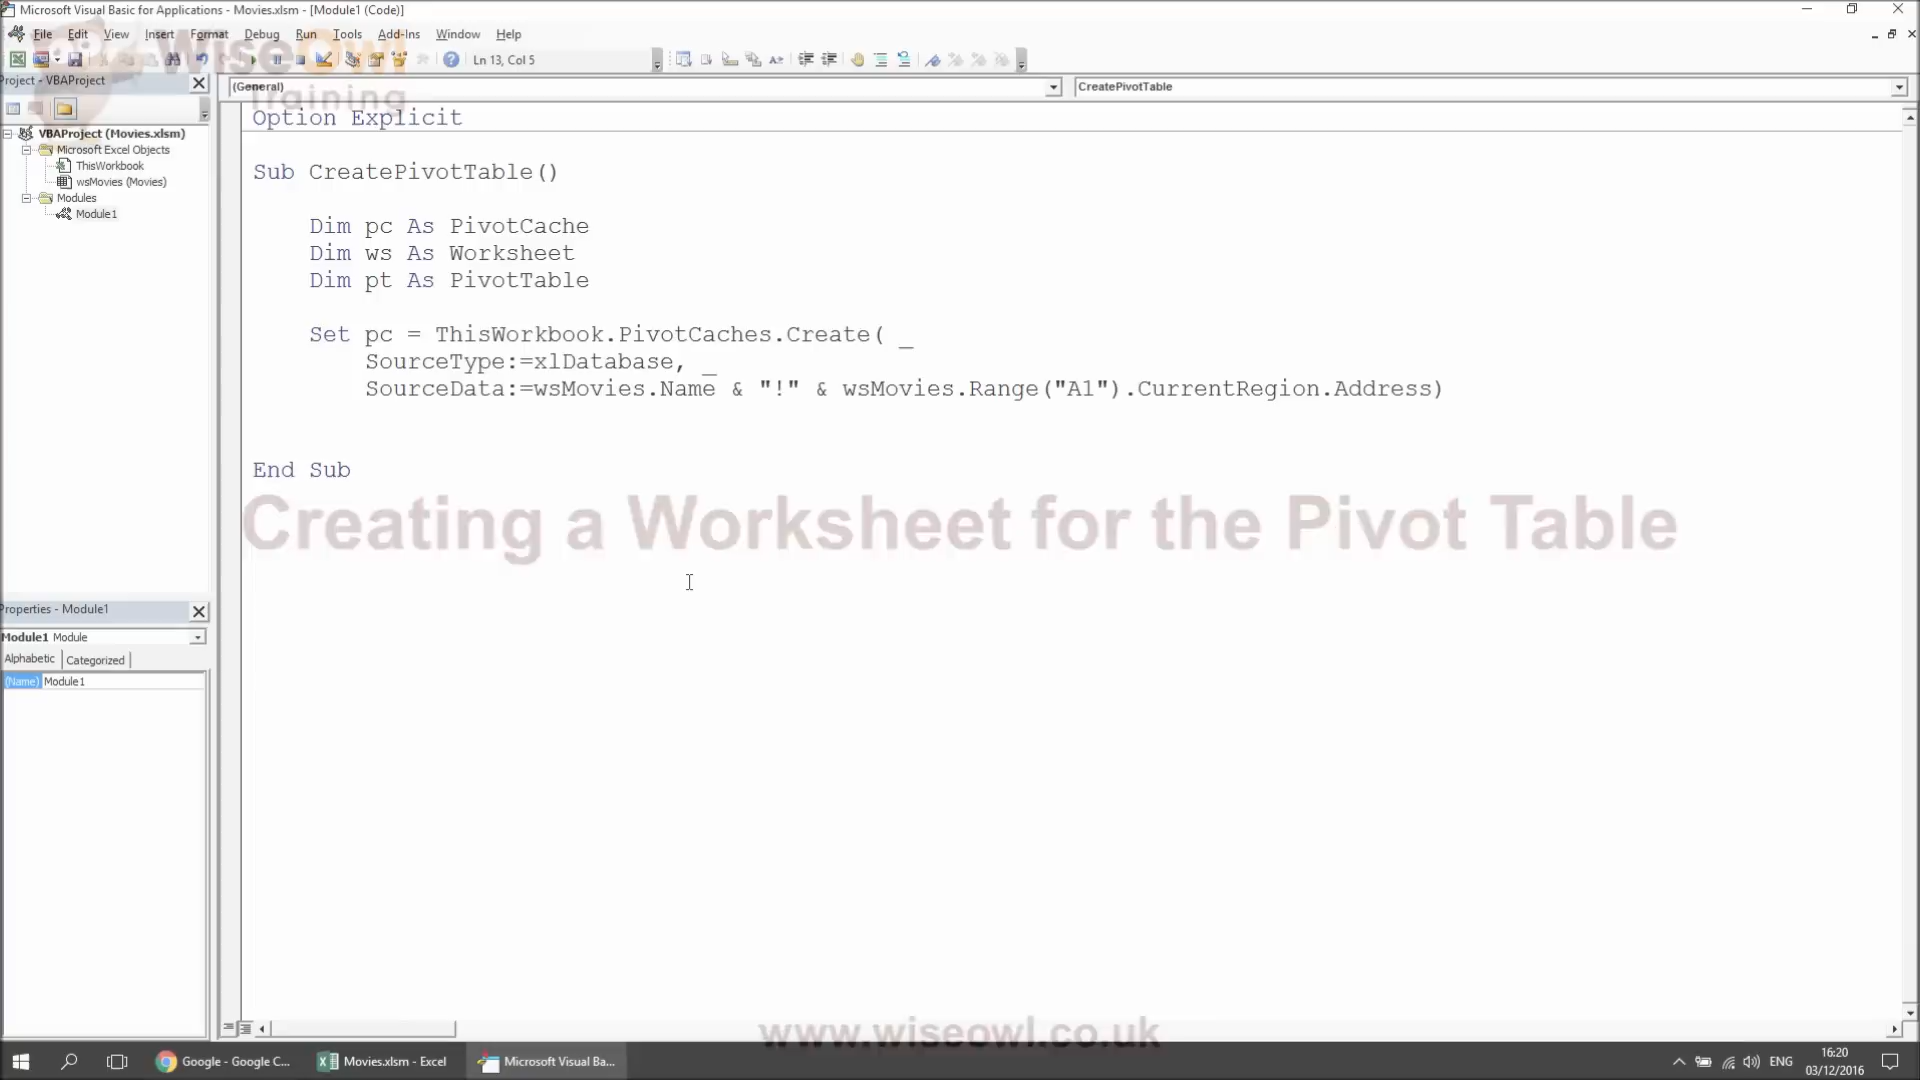 Microsoft Visual Basic for Applications - Movies.xlsm - [Module1 (Code)]
File Edit View Insert Format Debug Run Tools Add-Ins Window Help
WiseOwl
Training
Ln 13, Col 5
Project - VBAProject
(General)
CreatePivotTable
VBAProject (Movies.xlsm)
Microsoft Excel Objects
ThisWorkbook
wsMovies (Movies)
Modules
Module1
Option Explicit
Sub CreatePivotTable()
Dim pc As PivotCache
Dim ws As Worksheet
Dim pt As PivotTable
Set pc = ThisWorkbook.PivotCaches.Create( _
SourceType:=xlDatabase, _
SourceData:=wsMovies.Name & "!" & wsMovies.Range("A1").CurrentRegion.Address)
End Sub
Creating a Worksheet for the Pivot Table
Properties - Module1
Module1 Module
Alphabetic Categorized
(Name) Module1
www.wiseowl.co.uk
Google - Google C...
Movies.xlsm - Excel
Microsoft Visual Ba...
ENG
16:20
03/12/2016